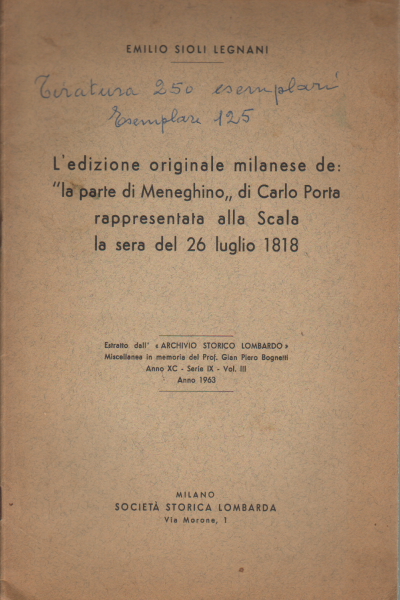 EMILIO SIOLI LEGNANI
Tiratura 250 esemplari
Esemplare 125
L'edizione originale milanese de:
"la parte di Meneghino„ di Carlo Porta
rappresentata alla Scala
la sera del 26 luglio 1818
Estratto dall' « ARCHIVIO STORICO LOMBARDO »
Miscellanea in memoria del Prof. Gian Piero Bognetti
Anno XC - Serie IX - Vol. III
Anno 1963
MILANO
SOCIETÀ STORICA LOMBARDA
Via Morone, 1